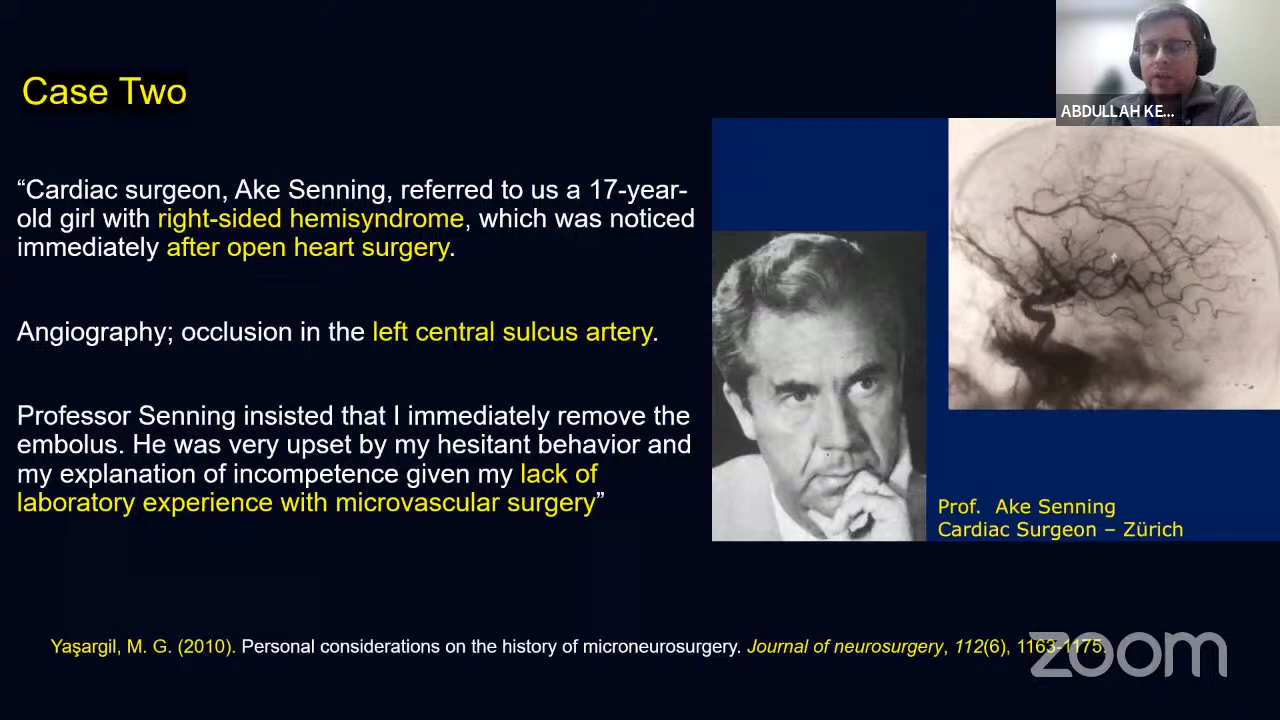 Case Two
ABDULLAH KE...
“Cardiac surgeon, Ake Senning, referred to us a 17-year-
old girl with right-sided hemisyndrome, which was noticed
immediately after open heart surgery.
Angiography; occlusion in the left central sulcus artery.
Professor Senning insisted that I immediately remove the
embolus. He was very upset by my hesitant behavior and
my explanation of incompetence given my lack of
laboratory experience with microvascular surgery”
Prof. Ake Senning
Cardiac Surgeon – Zürich
Yaşargil, M. G. (2010). Personal considerations on the history of microneurosurgery. Journal of neurosurgery, 112(6), 1163-1175.
zoom